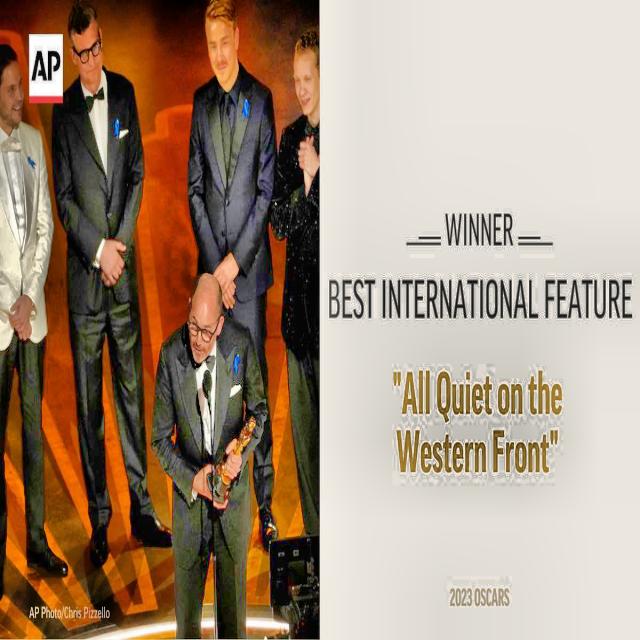 AP
WINNER
BEST INTERNATIONAL FEATURE
"All Quiet on the
Western Front"
2023 OSCARS
AP Photo/Chris Pizzello